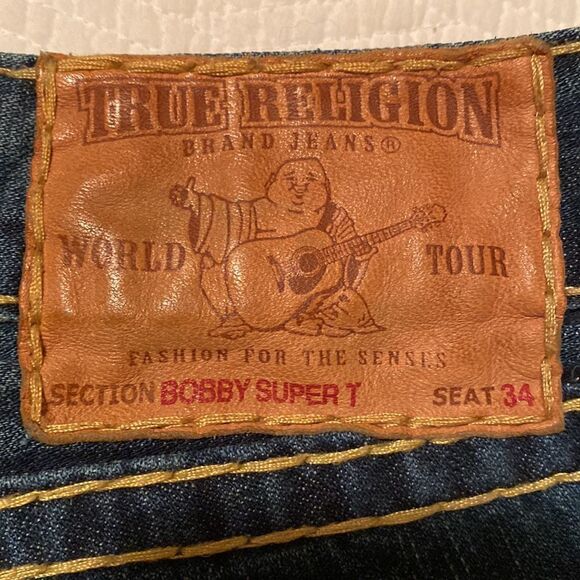 TRUE RELIGION
BRAND JEANS®
WORLD TOUR
FASHION FOR THE SENSES
SECTION BOBBY SUPER T SEAT 34